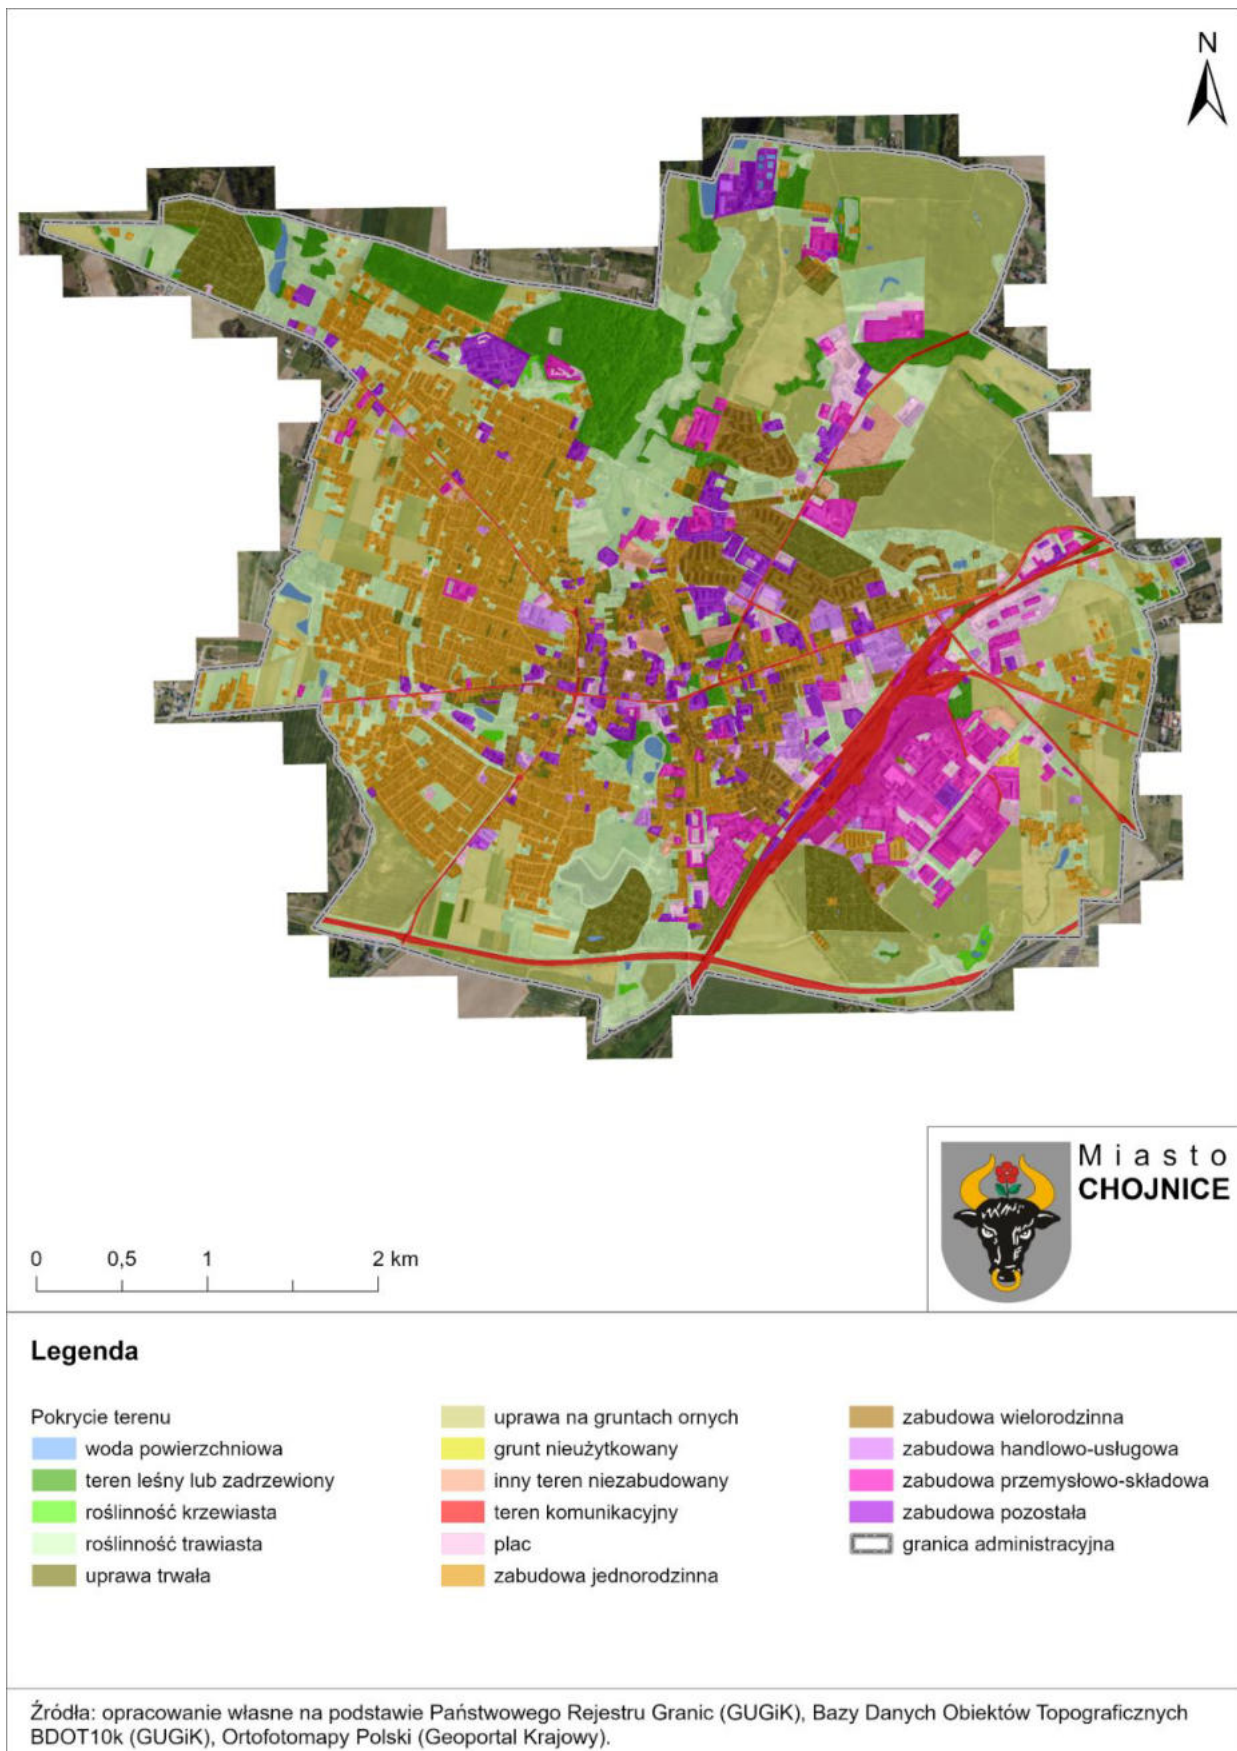 N
Miasto
CHOJNICE
0 0,5 1 2 km
Legenda
Pokrycie terenu
woda powierzchniowa
teren leśny lub zadrzewiony
roślinność krzewiasta
roślinność trawiasta
uprawa trwała
uprawa na gruntach ornych
grunt nieużytkowany
inny teren niezabudowany
teren komunikacyjny
plac
zabudowa jednorodzinna
zabudowa wielorodzinna
zabudowa handlowo-usługowa
zabudowa przemysłowo-składowa
zabudowa pozostała
granica administracyjna
Źródła: opracowanie własne na podstawie Państwowego Rejestru Granic (GUGiK), Bazy Danych Obiektów Topograficznych
BDOT10k (GUGiK), Ortofotomapy Polski (Geoportal Krajowy).